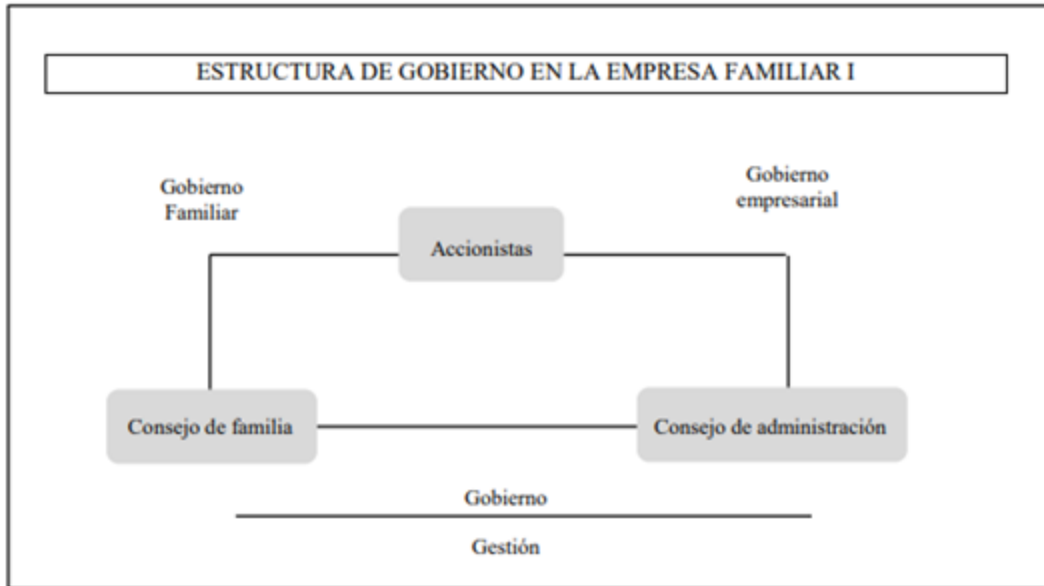 ESTRUCTURA DE GOBIERNO EN LA EMPRESA FAMILIAR I
Gobierno
Familiar
Gobierno
empresarial
Accionistas
Consejo de familia
Consejo de administración
Gobierno
Gestión